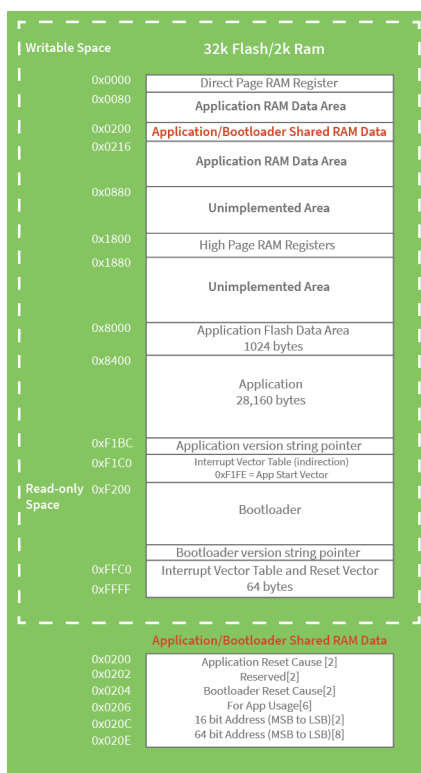 Writable Space
32k Flash/2k Ram
0x0000
Direct Page RAM Register
0x0080
Application RAM Data Area
0x0200
Application/Bootloader Shared RAM Data
0x0216
Application RAM Data Area
0x0880
Unimplemented Area
0x1800
High Page RAM Registers
0x1880
Unimplemented Area
0x8000
Application Flash Data Area
1024 bytes
0x8400
Application
28,160 bytes
0xF1BC
Application version string pointer
0xF1C0
Interrupt Vector Table (indirection)
0xF1FE = App Start Vector
Read-only
Space
0xF200
Bootloader
Bootloader version string pointer
0xFFC0
Interrupt Vector Table and Reset Vector
64 bytes
0xFFFF
Application/Bootloader Shared RAM Data
0x0200
Application Reset Cause [2]
0x0202
Reserved[2]
0x0204
Bootloader Reset Cause[2]
0x0206
For App Usage[6]
0x020C
16 bit Address (MSB to LSB)[2]
0x020E
64 bit Address (MSB to LSB)[8]